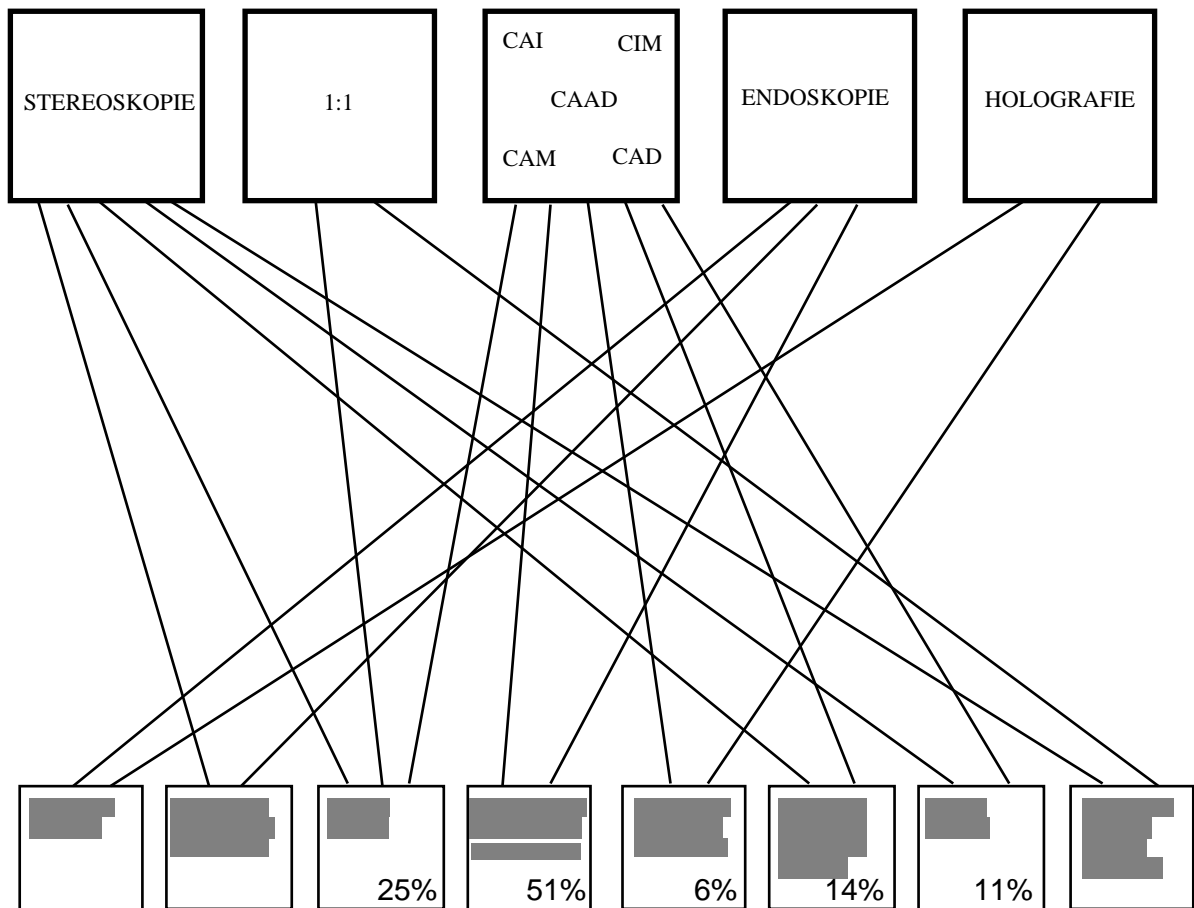 STEREOSKOPIE
1:1
CAI CIM
CAAD
CAM CAD
ENDOSKOPIE
HOLOGRAFIE
25%
51%
6%
14%
11%